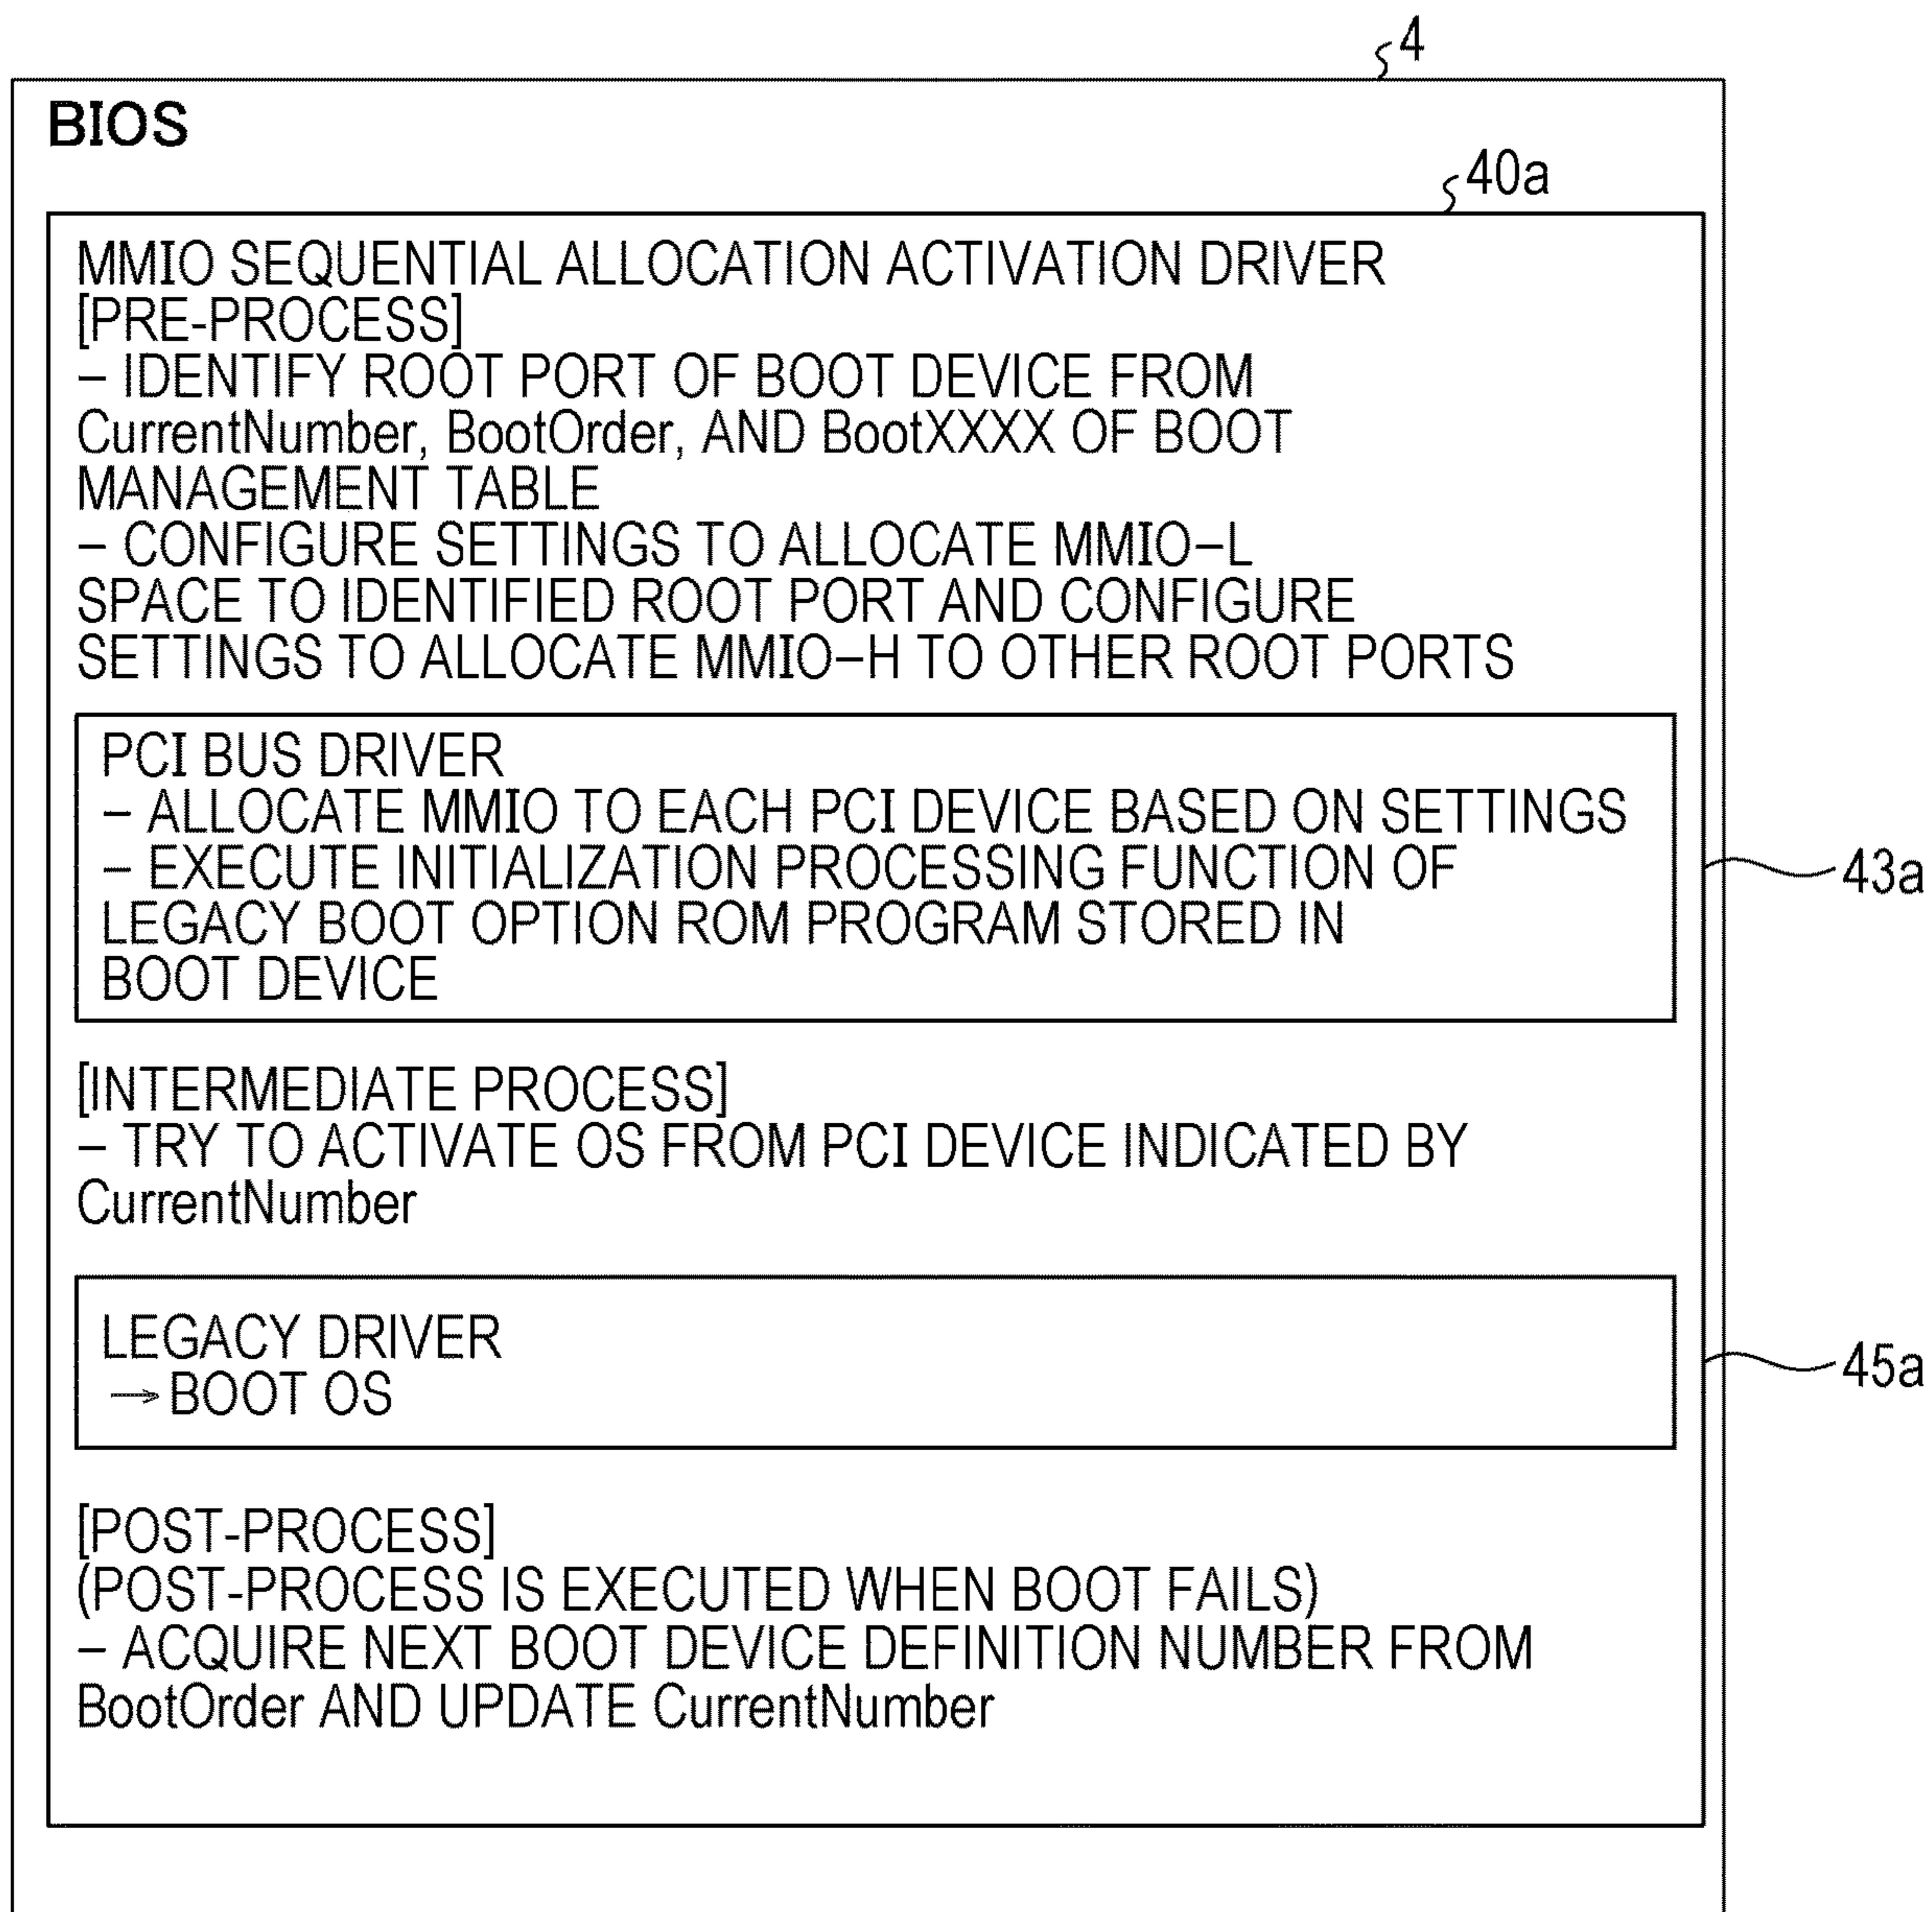 4
BIOS
40a
MMIO SEQUENTIAL ALLOCATION ACTIVATION DRIVER
[PRE-PROCESS]
– IDENTIFY ROOT PORT OF BOOT DEVICE FROM
CurrentNumber, BootOrder, AND BootXXXX OF BOOT
MANAGEMENT TABLE
– CONFIGURE SETTINGS TO ALLOCATE MMIO–L
SPACE TO IDENTIFIED ROOT PORT AND CONFIGURE
SETTINGS TO ALLOCATE MMIO–H TO OTHER ROOT PORTS
PCI BUS DRIVER
– ALLOCATE MMIO TO EACH PCI DEVICE BASED ON SETTINGS
– EXECUTE INITIALIZATION PROCESSING FUNCTION OF
LEGACY BOOT OPTION ROM PROGRAM STORED IN
BOOT DEVICE
43a
[INTERMEDIATE PROCESS]
– TRY TO ACTIVATE OS FROM PCI DEVICE INDICATED BY
CurrentNumber
LEGACY DRIVER
→ BOOT OS
45a
[POST-PROCESS]
(POST-PROCESS IS EXECUTED WHEN BOOT FAILS)
– ACQUIRE NEXT BOOT DEVICE DEFINITION NUMBER FROM
BootOrder AND UPDATE CurrentNumber